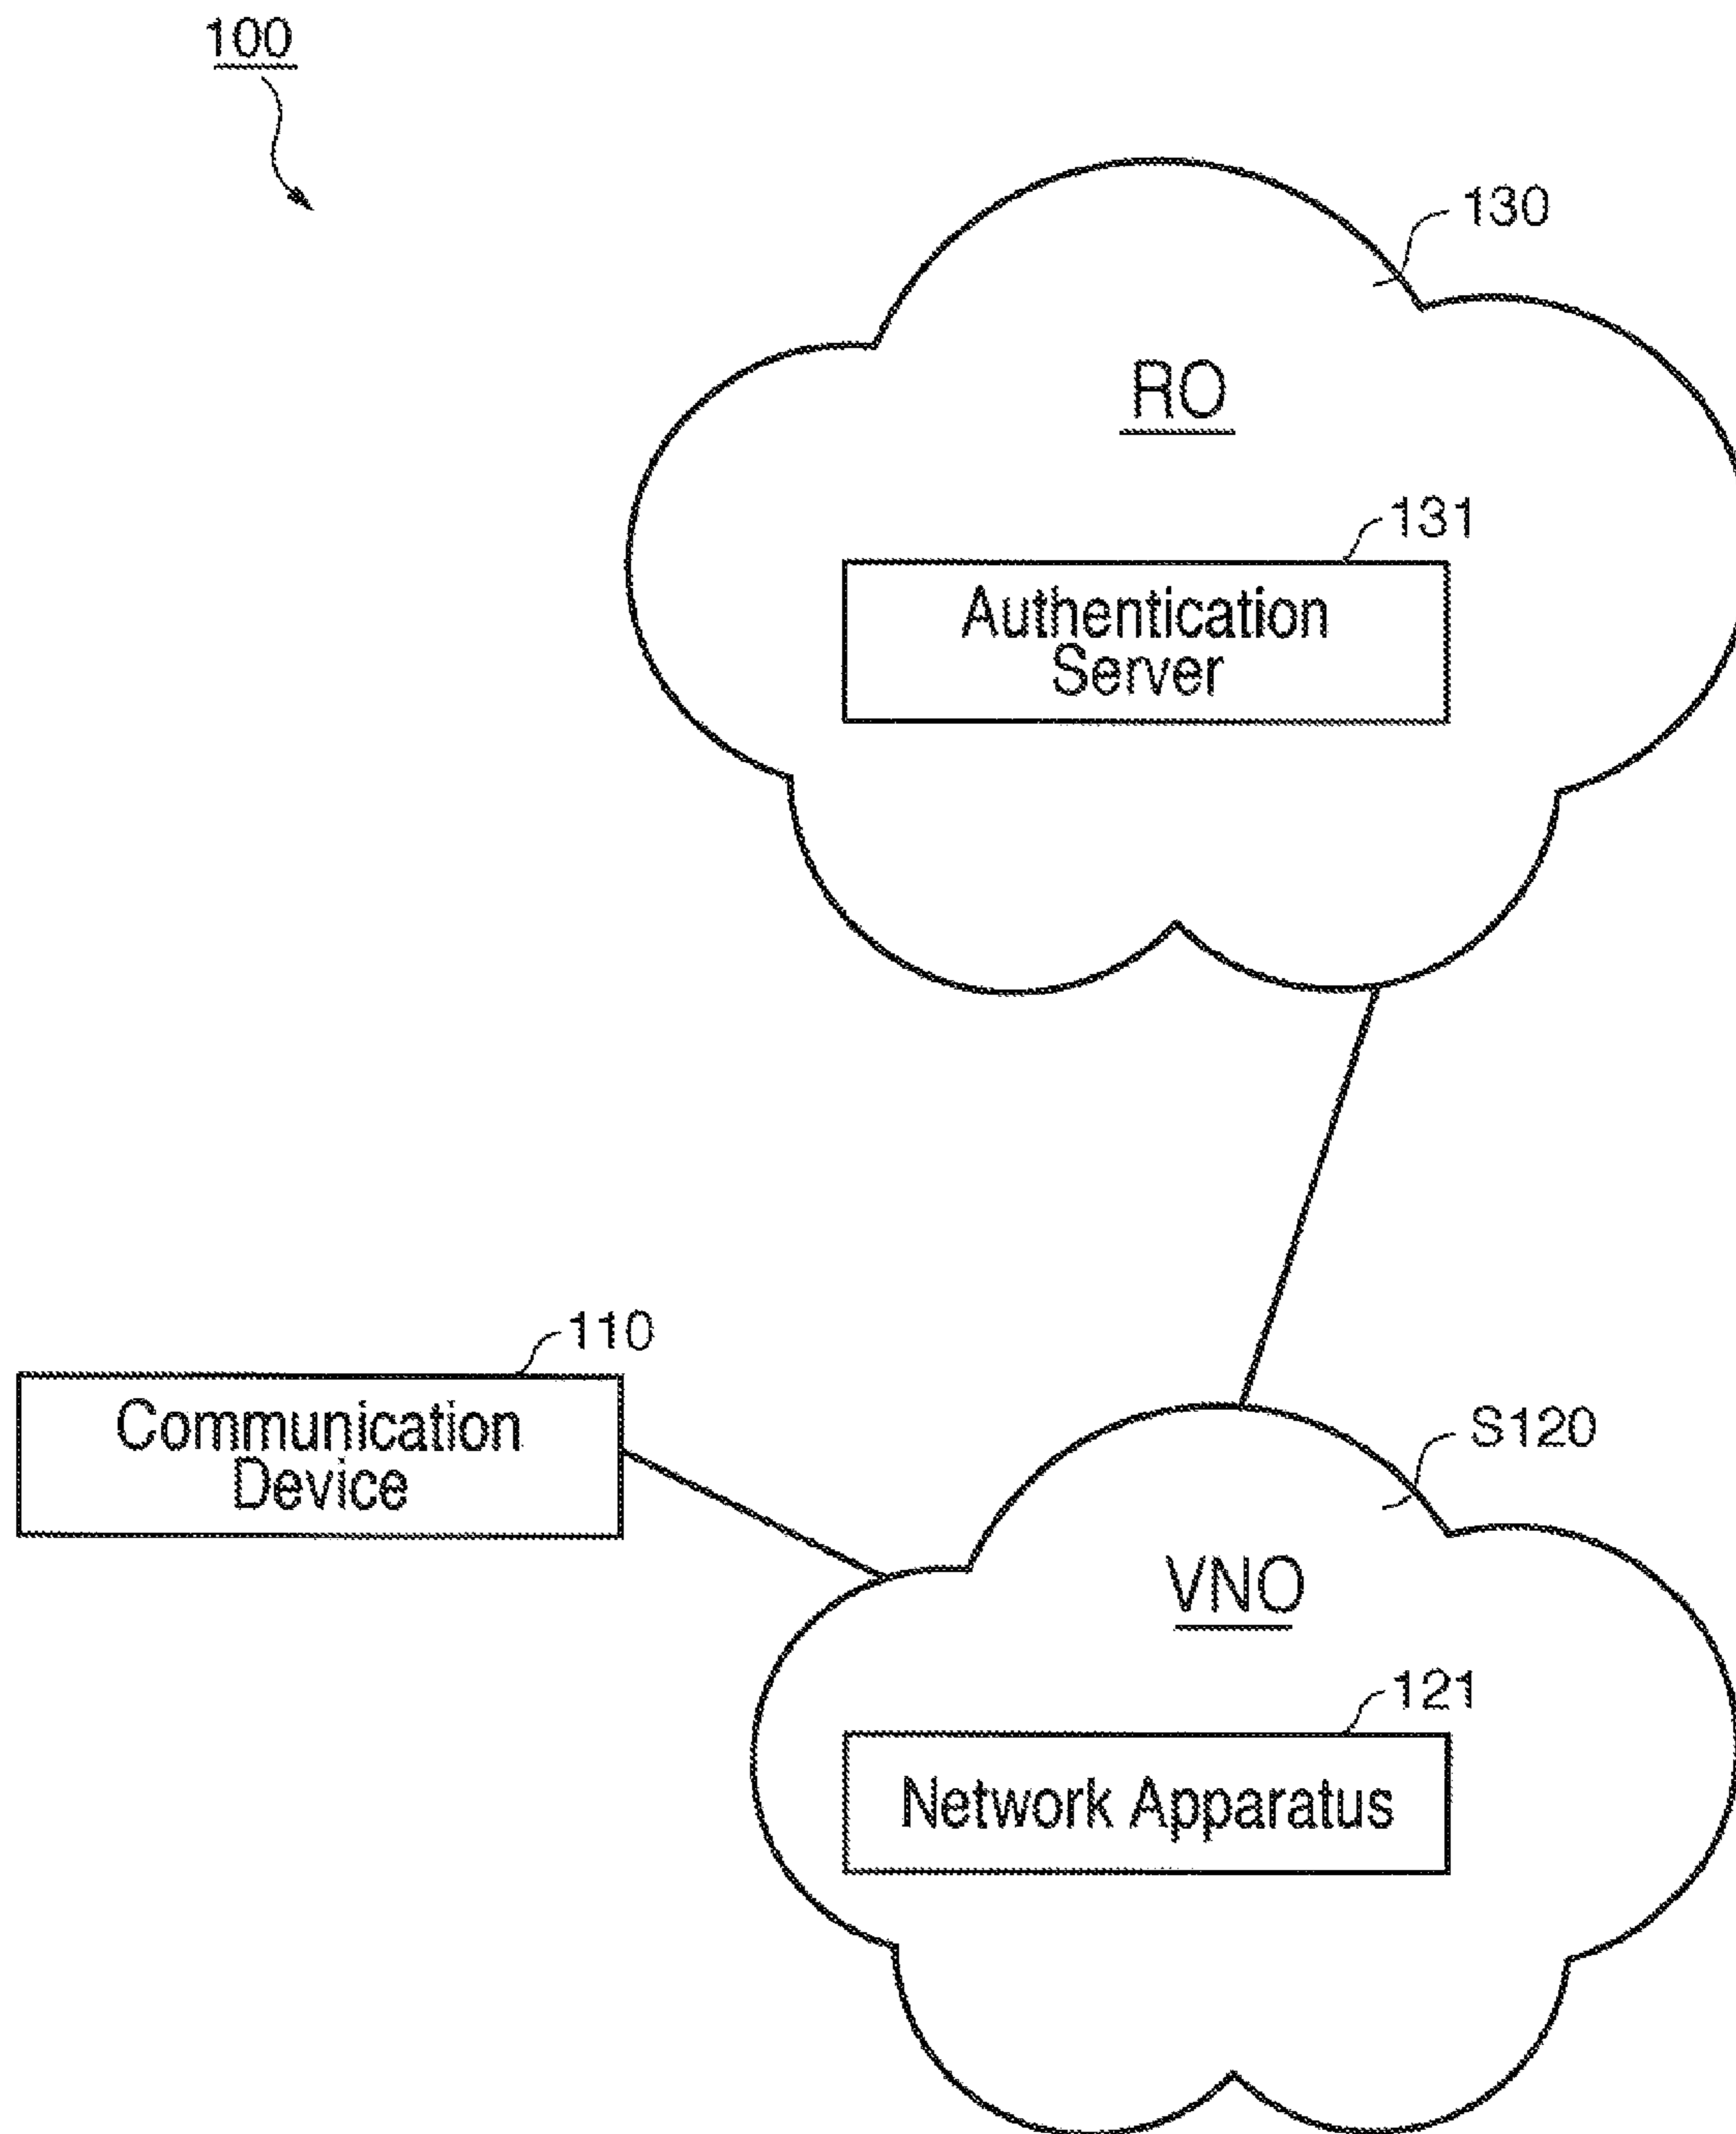 100
130
RO
131
Authentication
Server
110
Communication
Device
S120
VNO
121
Network Apparatus